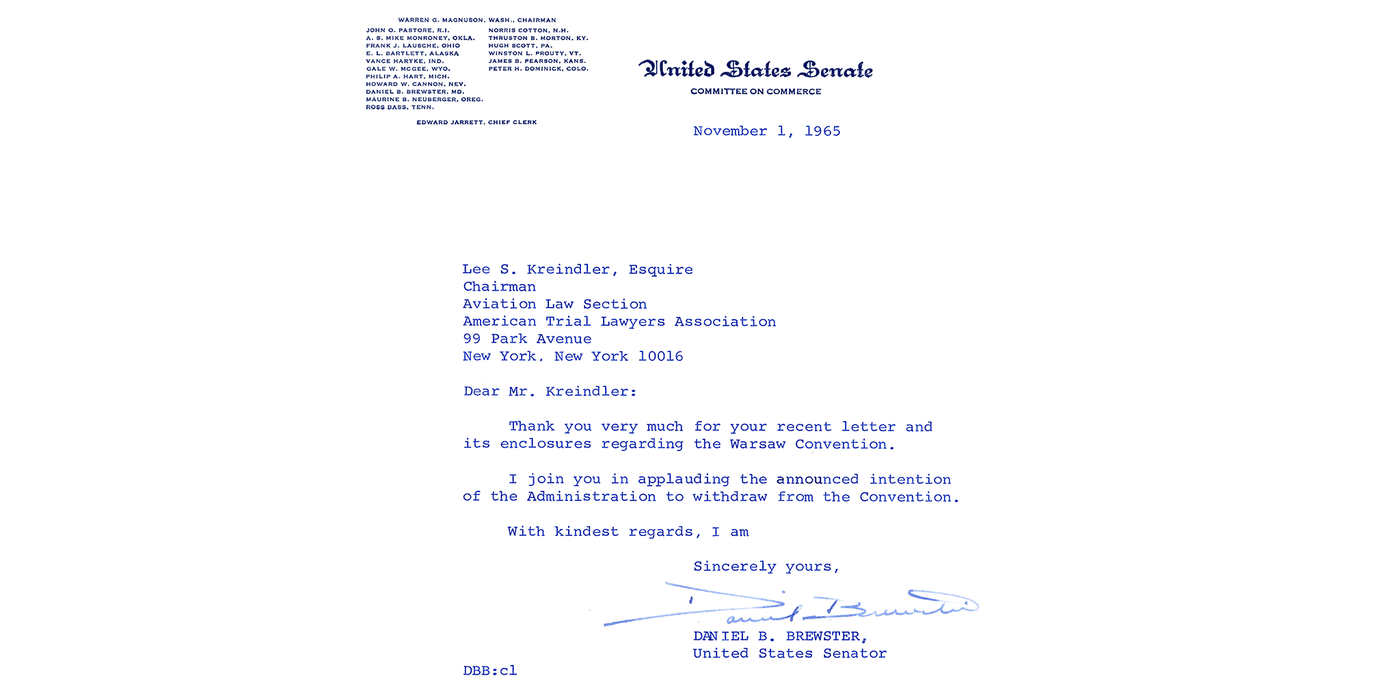 WARREN G. MAGNUSON, WASH., CHAIRMAN
JOHN O. PASTORE, R.I.
A. S. MIKE MONRONEY, OKLA.
FRANK J. LAUSCHE, OHIO
E. L. BARTLETT, ALASKA
VANCE HARTKE, IND.
GALE W. MCGEE, WYO.
PHILIP A. HART, MICH.
HOWARD W. CANNON, NEV.
DANIEL B. BREWSTER, MD.
MAURINE B. NEUBERGER, OREG.
ROSS BASS, TENN.
NORRIS COTTON, N.H.
THRUSTON B. MORTON, KY.
HUGH SCOTT, PA.
WINSTON L. PROUTY, VT.
JAMES B. PEARSON, KANS.
PETER H. DOMINICK, COLO.
EDWARD JARRETT, CHIEF CLERK
United States Senate
COMMITTEE ON COMMERCE
November 1, 1965
Lee S. Kreindler, Esquire
Chairman
Aviation Law Section
American Trial Lawyers Association
99 Park Avenue
New York. New York 10016
Dear Mr. Kreindler:
Thank you very much for your recent letter and
its enclosures regarding the Warsaw Convention.
I join you in applauding the announced intention
of the Administration to withdraw from the Convention.
With kindest regards, I am
Sincerely yours,
Daniel Brewster
DANIEL B. BREWSTER,
United States Senator
DBB:cl